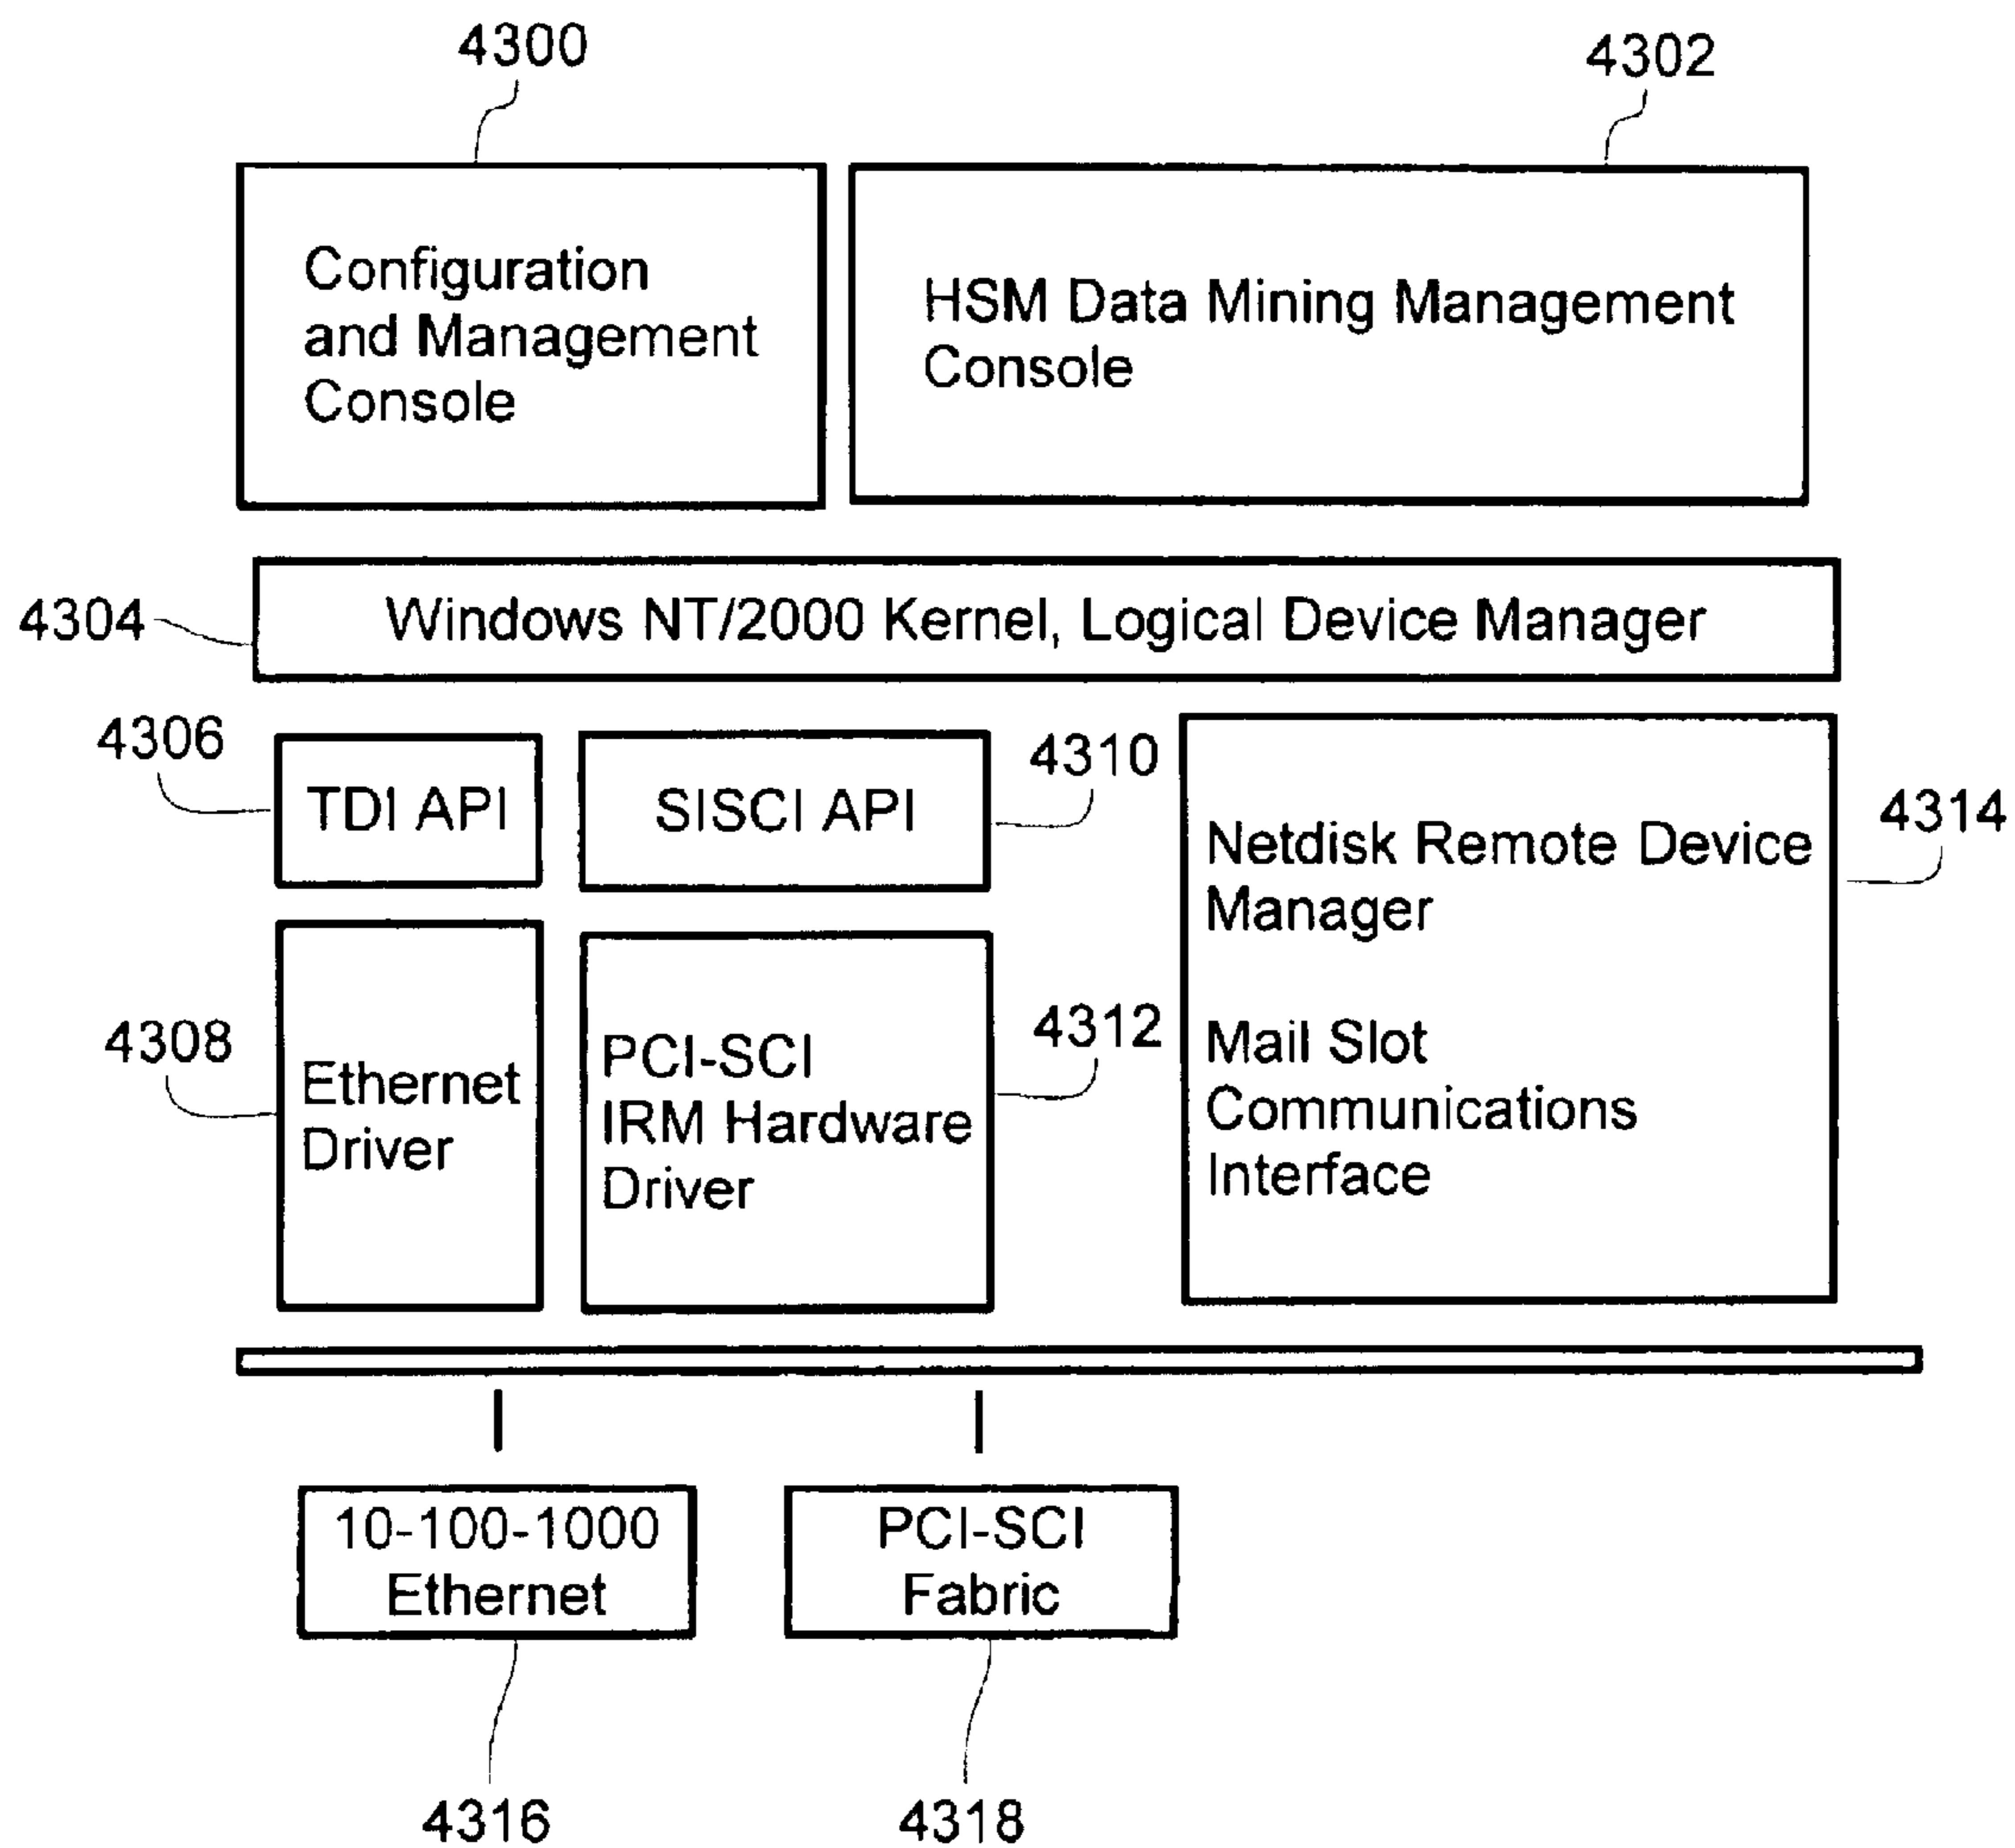 4300
4302
Configuration
and Management
Console
HSM Data Mining Management
Console
4304
Windows NT/2000 Kernel, Logical Device Manager
4306
TDI API
SISCI API
4310
4314
Netdisk Remote Device
Manager
Mail Slot
Communications
Interface
4308
Ethernet
Driver
PCI-SCI
IRM Hardware
Driver
4312
10-100-1000
Ethernet
PCI-SCI
Fabric
4316
4318